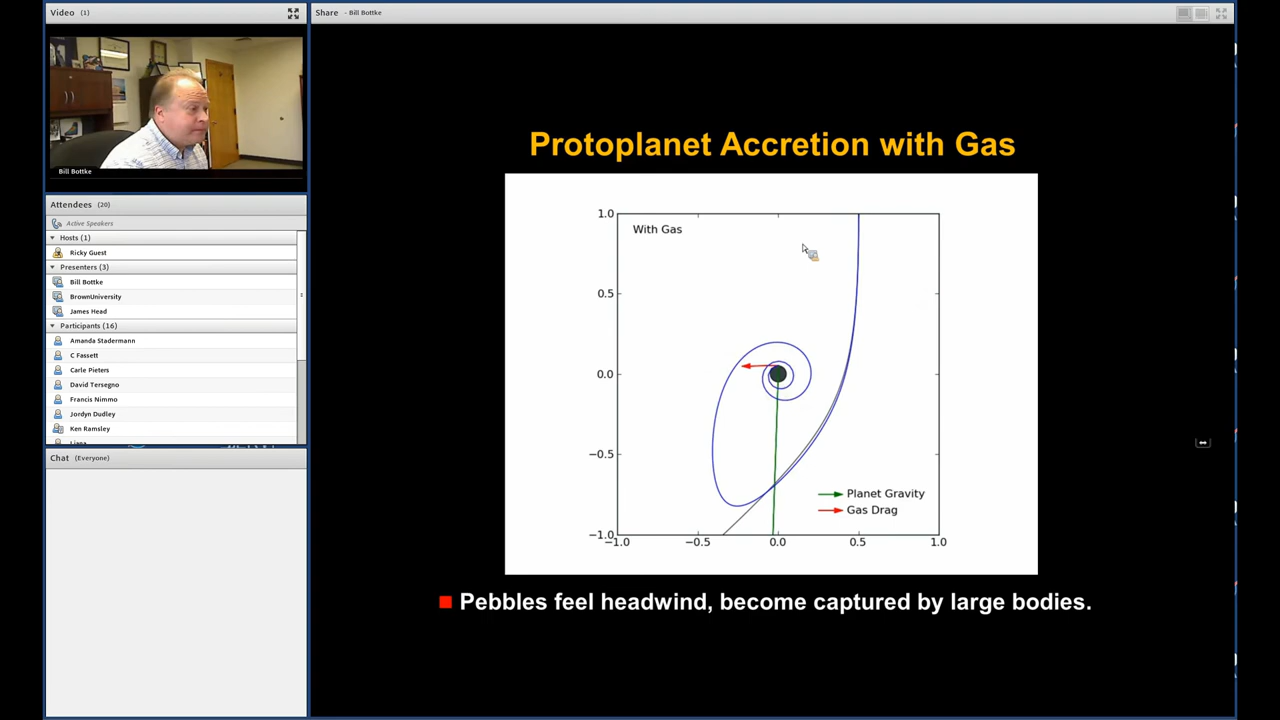 Video (1)
Bill Bottke
Attendees (20)
Active Speakers
Hosts (1)
Ricky Guest
Presenters (3)
Bill Bottke
BrownUniversity
James Head
Participants (16)
Amanda Stadermann
C Fassett
Carle Pieters
David Tersegno
Francis Nimmo
Jordyn Dudley
Ken Ramsley
Chat (Everyone)
Share - Bill Bottke
Protoplanet Accretion with Gas
With Gas
1.0
0.5
0.0
−0.5
−1.0
−1.0 −0.5 0.0 0.5 1.0
Planet Gravity
Gas Drag
Pebbles feel headwind, become captured by large bodies.